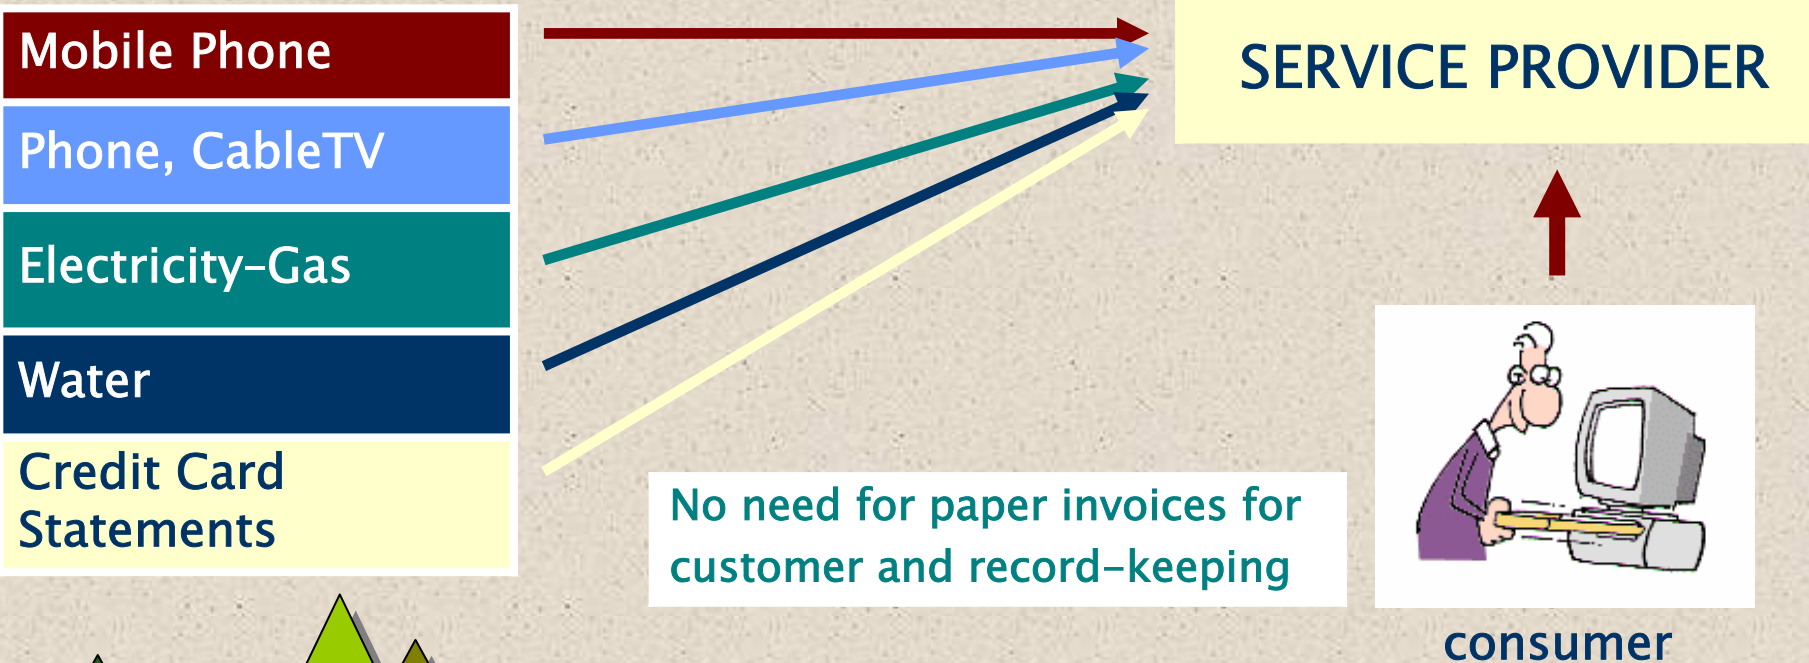 Mobile Phone
Phone, CableTV
Electricity-Gas
Water
Credit Card
Statements
SERVICE PROVIDER
No need for paper invoices for
customer and record-keeping
consumer